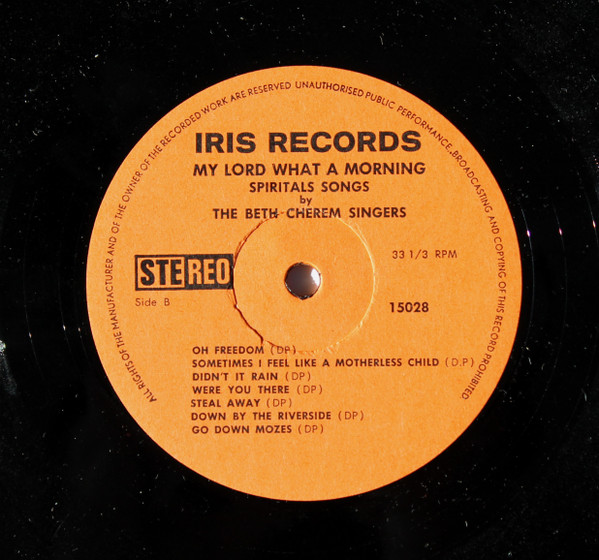 ALL RIGHTS OF THE MANUFACTURER AND OF THE OWNER OF THE RECORDED WORK ARE RESERVED UNAUTHORISED PUBLIC PERFORMANCE, BROADCASTING AND COPYING OF THIS RECORD PROHIBITED
IRIS RECORDS
MY LORD WHAT A MORNING
SPIRITALS SONGS
by
THE BETH CHEREM SINGERS
STEREO
33 1/3 RPM
Side B
15028
OH FREEDOM (DP)
SOMETIMES I FEEL LIKE A MOTHERLESS CHILD (D.P)
DIDN'T IT RAIN (DP)
WERE YOU THERE (DP)
STEAL AWAY (DP)
DOWN BY THE RIVERSIDE (DP)
GO DOWN MOZES (DP)